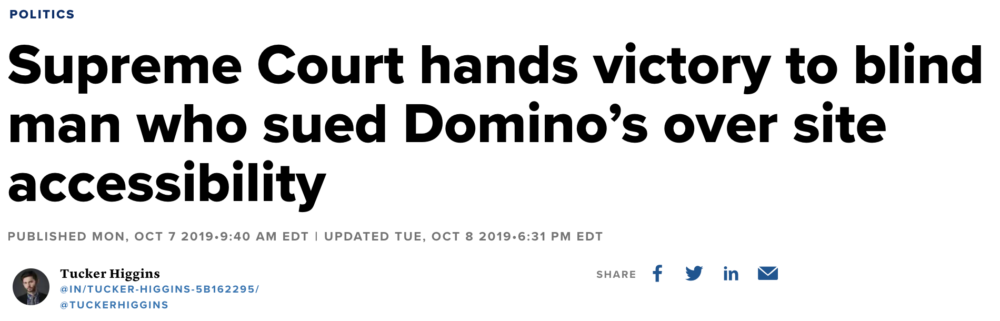 POLITICS
Supreme Court hands victory to blind
man who sued Domino’s over site
accessibility
PUBLISHED MON, OCT 7 2019•9:40 AM EDT | UPDATED TUE, OCT 8 2019•6:31 PM EDT
Tucker Higgins
@IN/TUCKER-HIGGINS-5B162295/
@TUCKERHIGGINS
SHARE